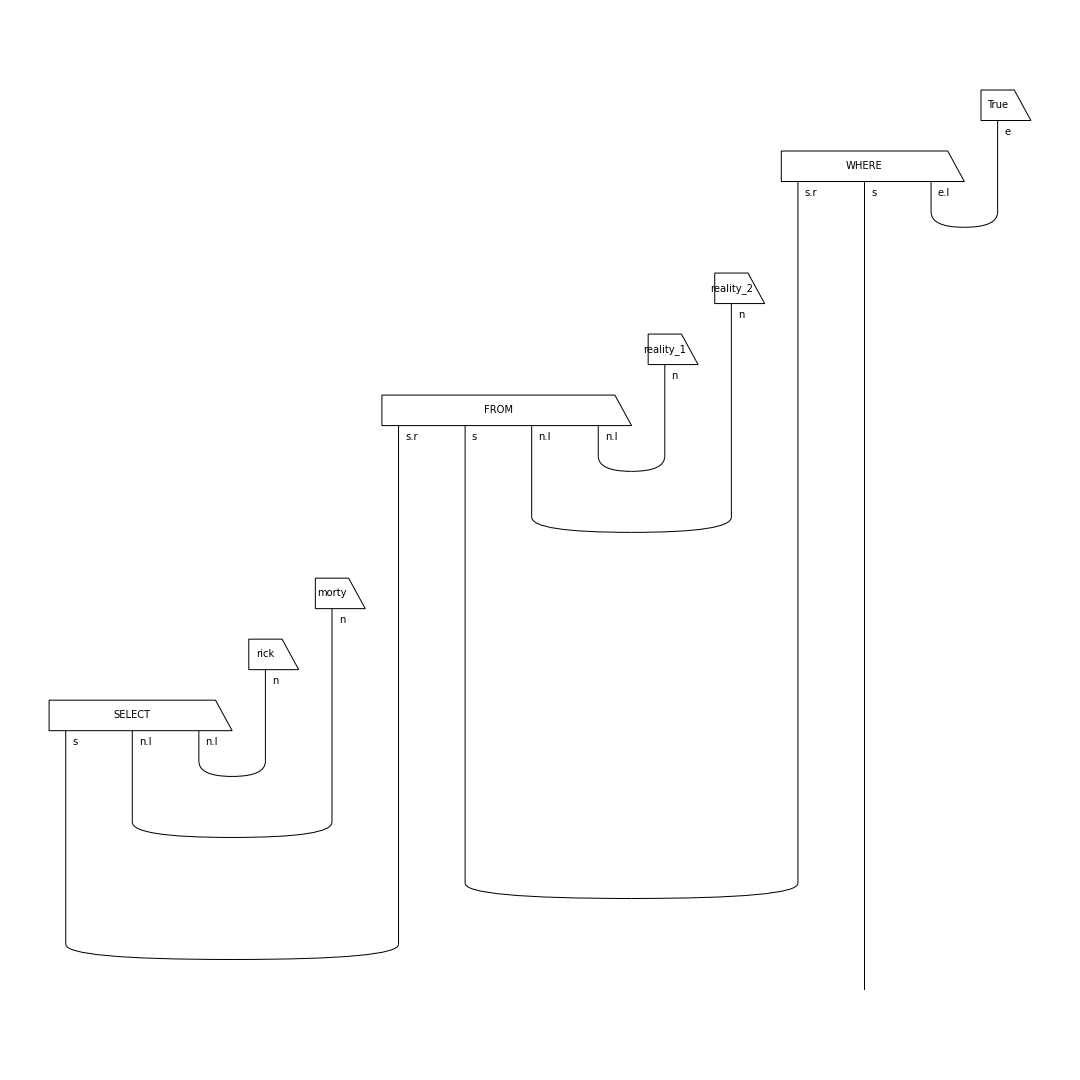 True
e
WHERE
s.r
s
e.l
reality_2
n
reality_1
n
FROM
s.r
s
n.l
n.l
morty
n
rick
n
SELECT
s
n.l
n.l